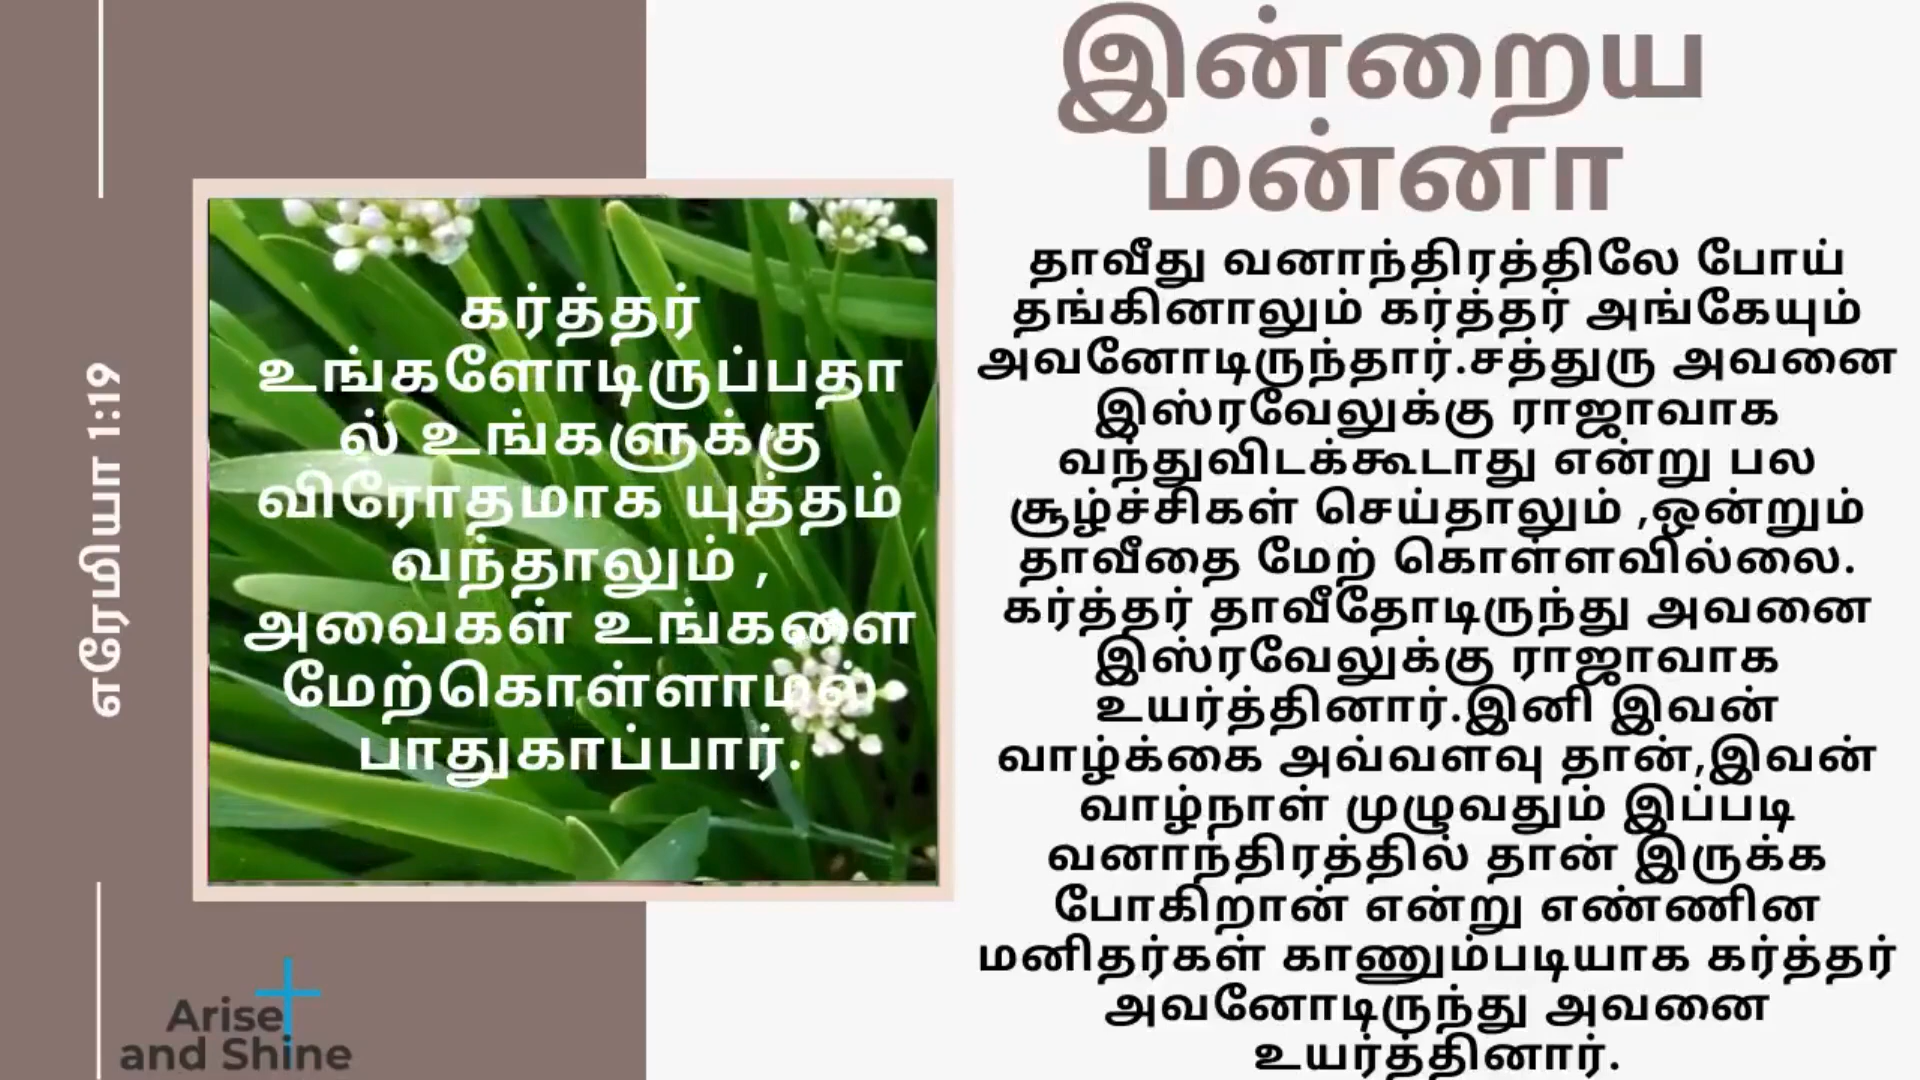 எரேமியா 1:19
கர்த்தர்
உங்களோடிருப்பதா
ல் உங்களுக்கு
விரோதமாக யுத்தம்
வந்தாலும் ,
அவைகள் உங்களை
மேற்கொள்ளாமல்
பாதுகாப்பார்.
Arise
and Shine
இன்றைய
மன்னா
தாவீது வனாந்திரத்திலே போய்
தங்கினாலும் கர்த்தர் அங்கேயும்
அவனோடிருந்தார்.சத்துரு அவனை
இஸ்ரவேலுக்கு ராஜாவாக
வந்துவிடக்கூடாது என்று பல
சூழ்ச்சிகள் செய்தாலும் ,ஒன்றும்
தாவீதை மேற் கொள்ளவில்லை.
கர்த்தர் தாவீதோடிருந்து அவனை
இஸ்ரவேலுக்கு ராஜாவாக
உயர்த்தினார்.இனி இவன்
வாழ்க்கை அவ்வளவு தான்,இவன்
வாழ்நாள் முழுவதும் இப்படி
வனாந்திரத்தில் தான் இருக்க
போகிறான் என்று எண்ணின
மனிதர்கள் காணும்படியாக கர்த்தர்
அவனோடிருந்து அவனை
உயர்த்தினார்.